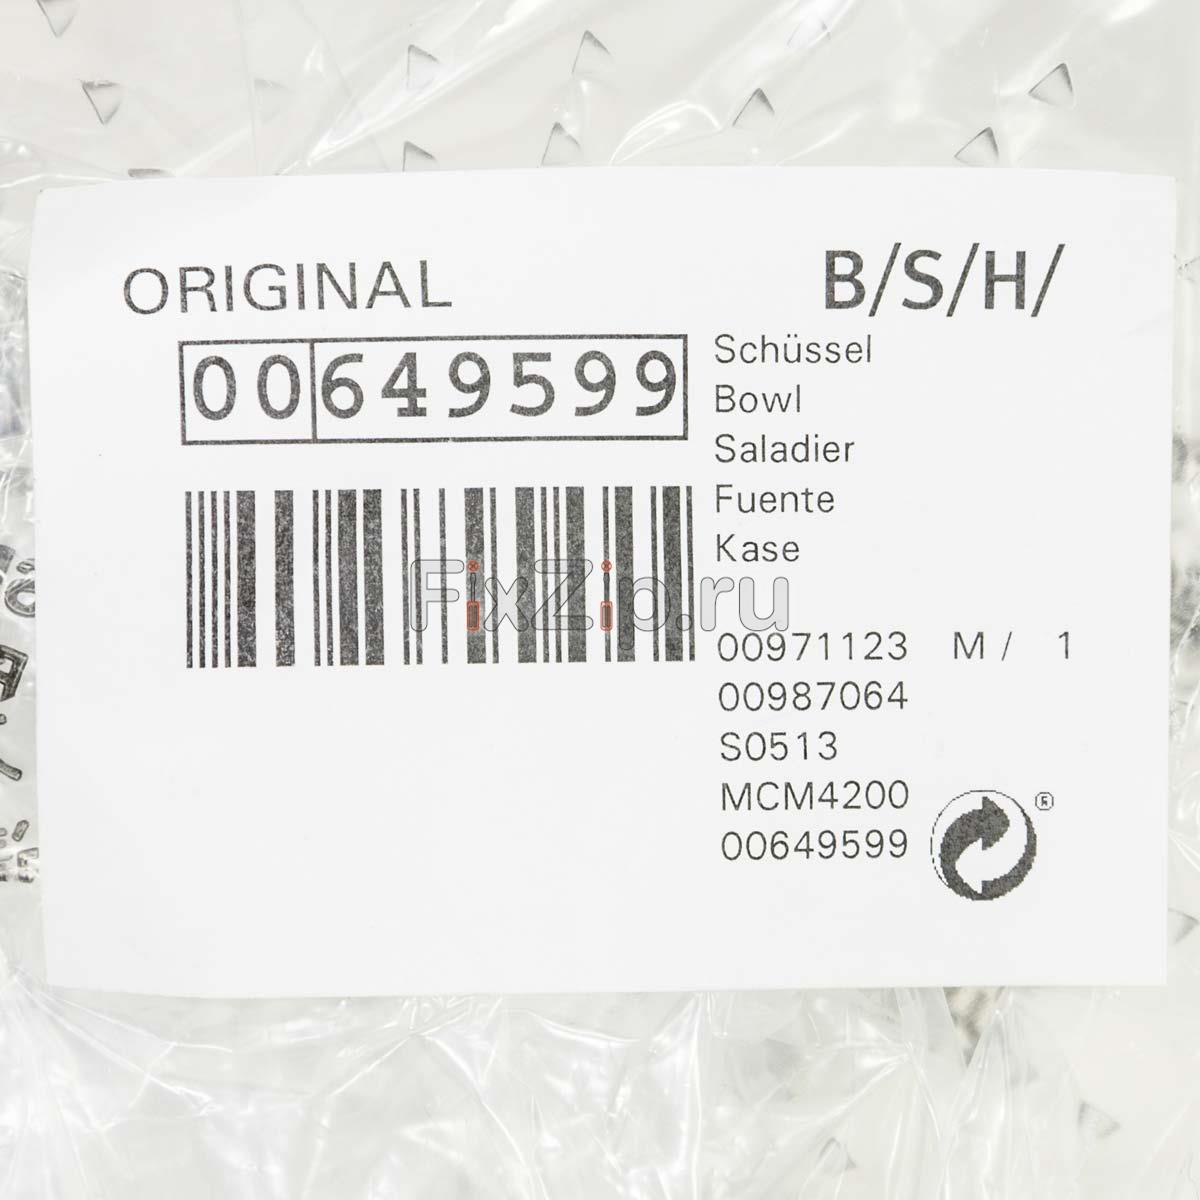 ORIGINAL
B/S/H/
00649599
Schüssel
Bowl
Saladier
Fuente
Kase
FixZip.ru
00971123 M / 1
00987064
S0513
MCM4200
00649599
®